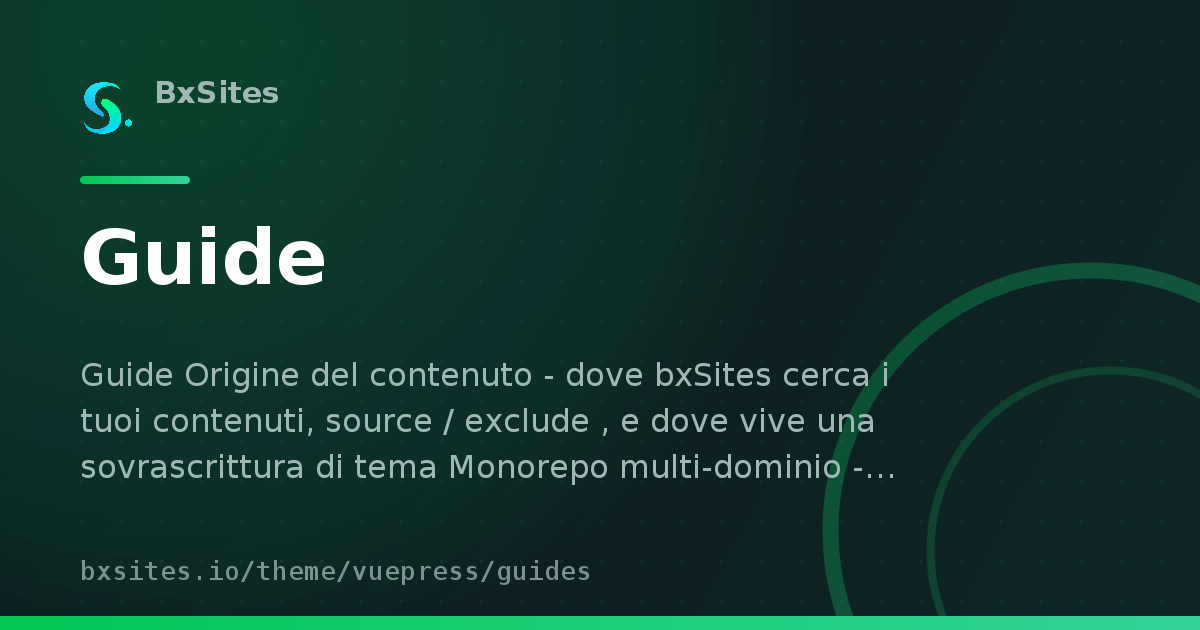 BxSites
Guide
Guide Origine del contenuto - dove bxSites cerca i
tuoi contenuti, source / exclude , e dove vive una
sovrascrittura di tema Monorepo multi-dominio -…
bxsites.io/theme/vuepress/guides